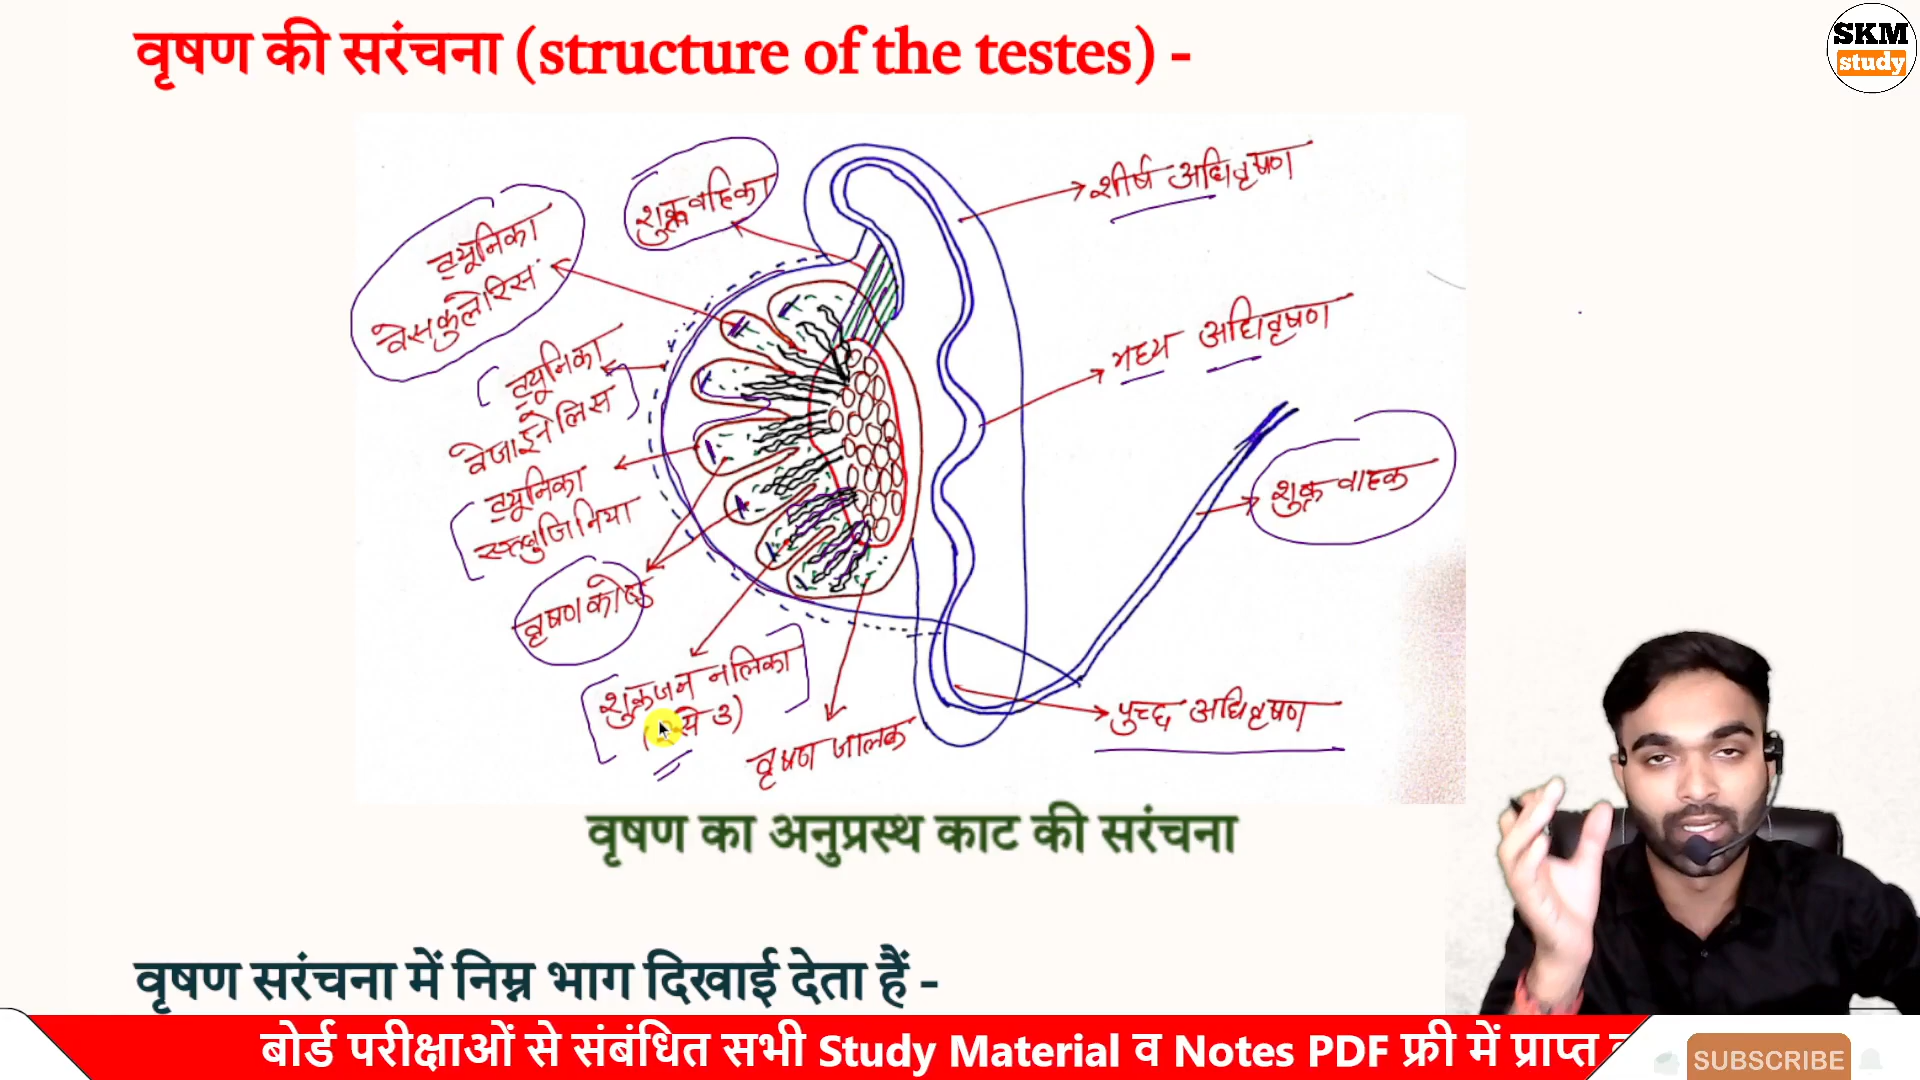 वृषण की सरंचना (structure of the testes) -
SKM
study
शुक्रवाहिका
शीर्ष अधिवृषण
ट्यूनिका
वेसकुलेरिस
ट्यूनिका
वेजाइनेलिस
मध्य अधिवृषण
ट्यूनिका
शुक्र वाहक
वृषण कोष्ठ
शुक्रजन नलिका
से 3)
वृषण जालक
पुच्छ अधिवृषण
वृषण का अनुप्रस्थ काट की सरंचना
वृषण सरंचना में निम्न भाग दिखाई देता हैं -
बोर्ड परीक्षाओं से संबंधित सभी Study Material व Notes PDF फ्री में प्राप्त
SUBSCRIBE